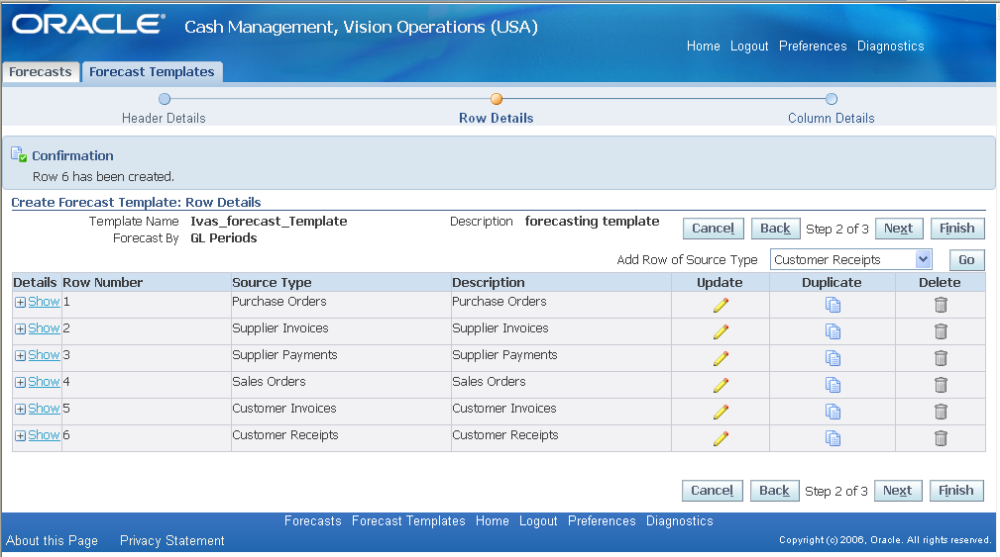 ORACLE® Cash Management, Vision Operations (USA)
Home Logout Preferences Diagnostics
Forecasts Forecast Templates
Header Details Row Details Column Details
Confirmation
Row 6 has been created.
Create Forecast Template: Row Details
Template Name Ivas_forecast_Template Description forecasting template
Forecast By GL Periods
Cancel Back Step 2 of 3 Next Finish
Add Row of Source Type Customer Receipts Go
Details Row Number Source Type Description Update Duplicate Delete
Show 1 Purchase Orders Purchase Orders
Show 2 Supplier Invoices Supplier Invoices
Show 3 Supplier Payments Supplier Payments
Show 4 Sales Orders Sales Orders
Show 5 Customer Invoices Customer Invoices
Show 6 Customer Receipts Customer Receipts
Cancel Back Step 2 of 3 Next Finish
Forecasts Forecast Templates Home Logout Preferences Diagnostics
About this Page Privacy Statement Copyright (c) 2006, Oracle. All rights reserved.